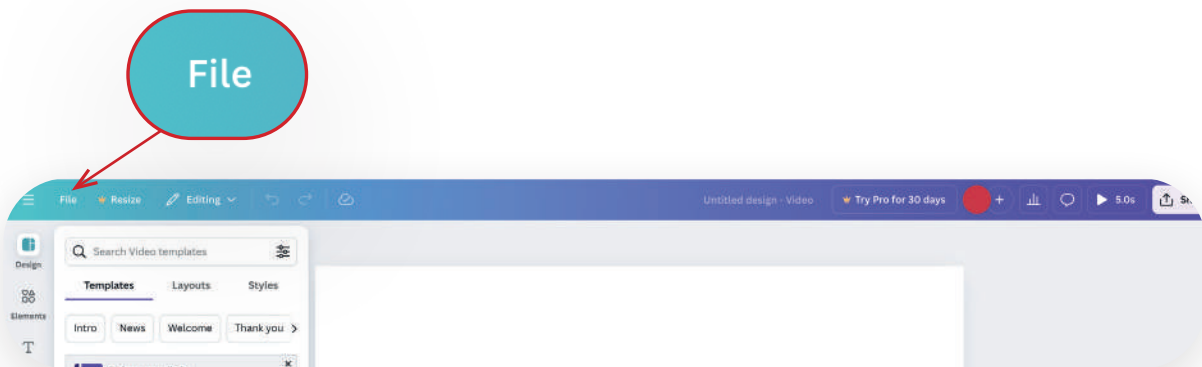 File
File Resize Editing Untitled design - Video Try Pro for 30 days + 5.0s
Design
Search Video templates
Templates Layouts Styles
Elements
Intro News Welcome Thank you
T